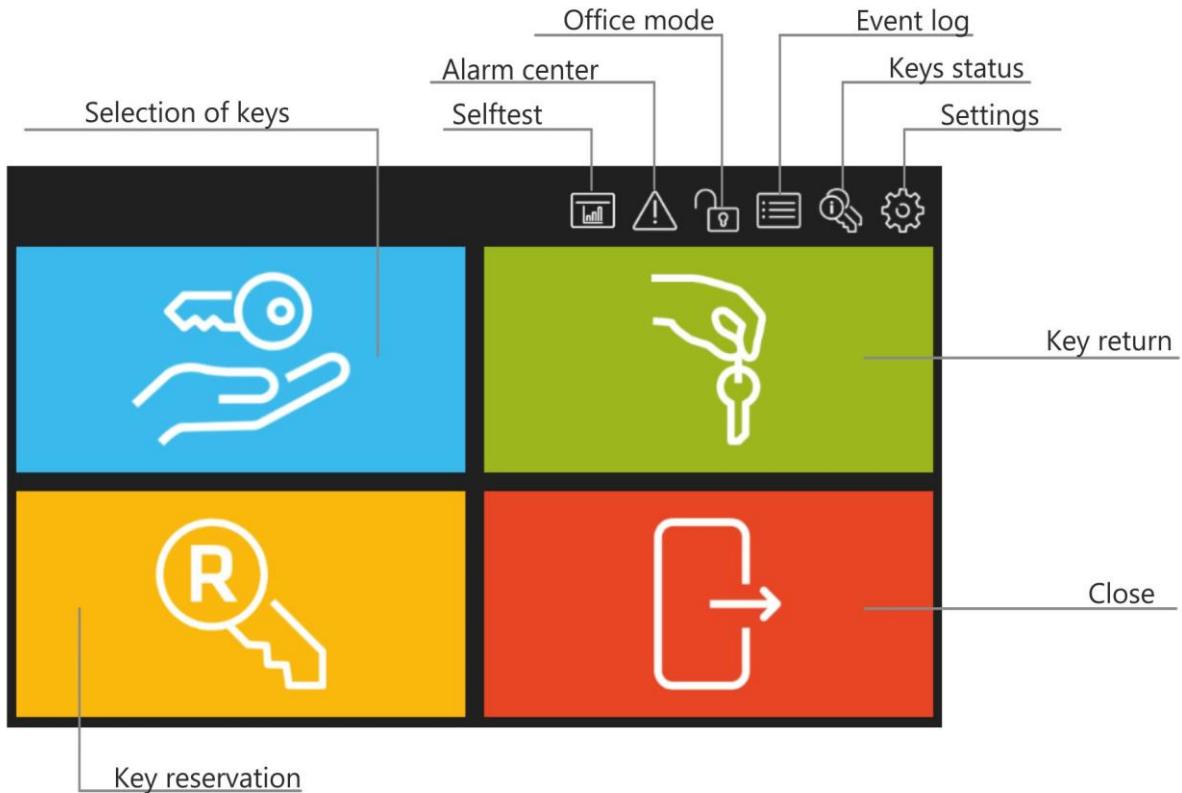 Office mode
Event log
Alarm center
Keys status
Selection of keys
Selftest
Settings
Key return
R
Close
Key reservation